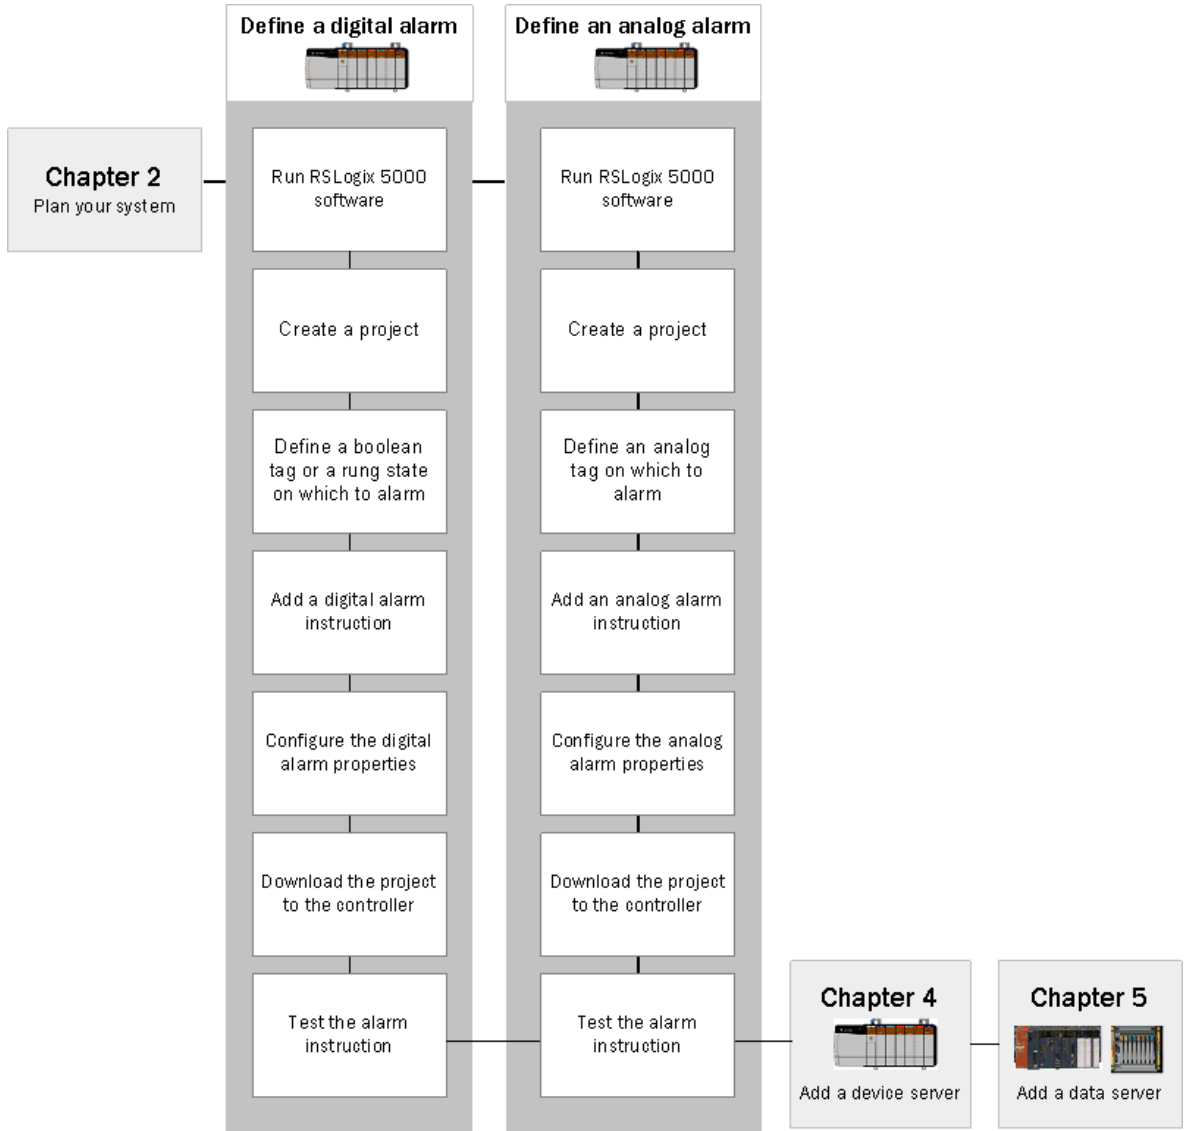 Define a digital alarm
Define an analog alarm
Chapter 2
Plan your system
Run RSLogix 5000
software
Run RSLogix 5000
software
Create a project
Create a project
Define a boolean
tag or a rung state
on which to alarm
Define an analog
tag on which to
alarm
Add a digital alarm
instruction
Add an analog alarm
instruction
Configure the digital
alarm properties
Configure the analog
alarm properties
Download the project
to the controller
Download the project
to the controller
Test the alarm
instruction
Test the alarm
instruction
Chapter 4
Add a device server
Chapter 5
Add a data server